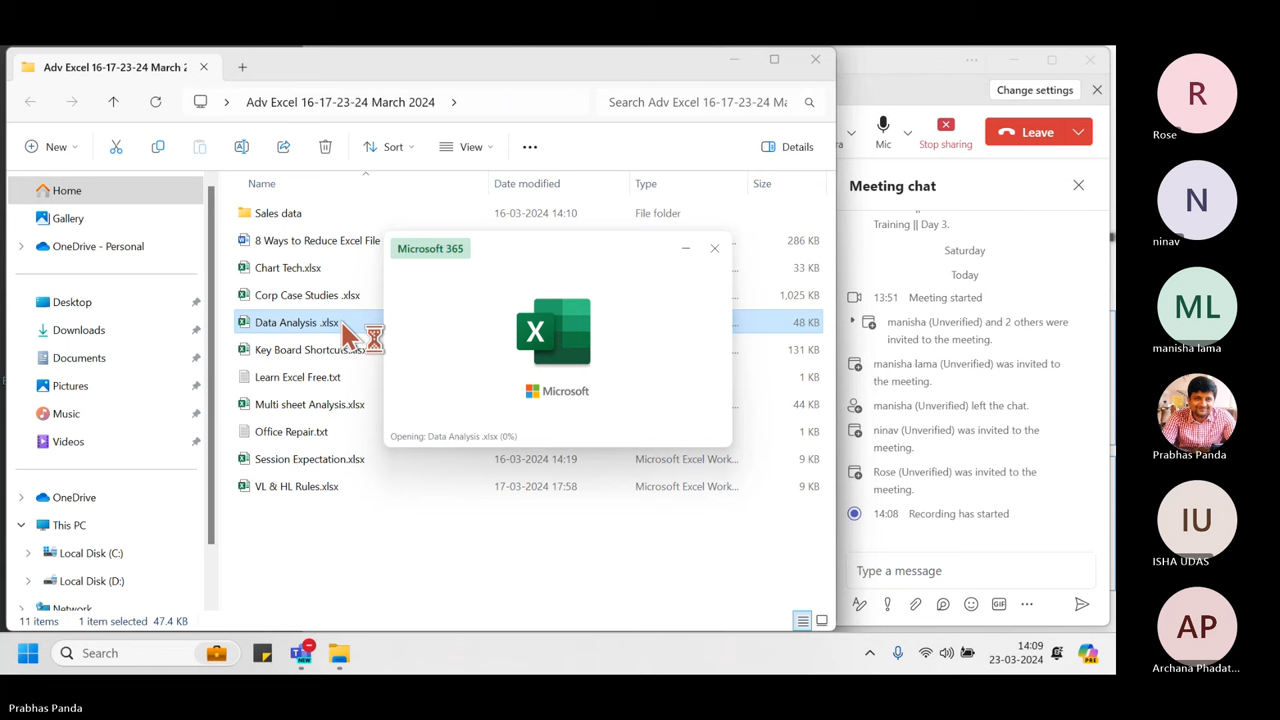 Adv Excel 16-17-23-24 March 2
Adv Excel 16-17-23-24 March 2024
Search Adv Excel 16-17-23-24 Ma
New
Sort
View
Details
Home
Gallery
OneDrive - Personal
Desktop
Downloads
Documents
Pictures
Music
Videos
OneDrive
This PC
Local Disk (C:)
Local Disk (D:)
Network
Name
Date modified
Type
Size
Sales data
16-03-2024 14:10
File folder
8 Ways to Reduce Excel File
286 KB
Chart Tech.xlsx
33 KB
Corp Case Studies .xlsx
1,025 KB
Data Analysis .xlsx
48 KB
Key Board Shortcuts.xlsx
131 KB
Learn Excel Free.txt
1 KB
Multi sheet Analysis.xlsx
44 KB
Office Repair.txt
1 KB
Session Expectation.xlsx
16-03-2024 14:19
Microsoft Excel Work...
9 KB
VL & HL Rules.xlsx
17-03-2024 17:58
Microsoft Excel Work...
9 KB
Microsoft 365
X
Microsoft
Opening: Data Analysis .xlsx (0%)
11 items
1 item selected 47.4 KB
Change settings
Mic
Stop sharing
Leave
Meeting chat
Training || Day 3.
Saturday
Today
13:51 Meeting started
manisha (Unverified) and 2 others were
invited to the meeting.
manisha lama (Unverified) was invited to
the meeting.
manisha (Unverified) left the chat.
ninav (Unverified) was invited to the
meeting.
Rose (Unverified) was invited to the
meeting.
14:08 Recording has started
Type a message
GIF
Search
NEW
14:09
23-03-2024
PRE
R
Rose
N
ninav
ML
manisha lama
Prabhas Panda
IU
ISHA UDAS
AP
Archana Phadat...
Prabhas Panda